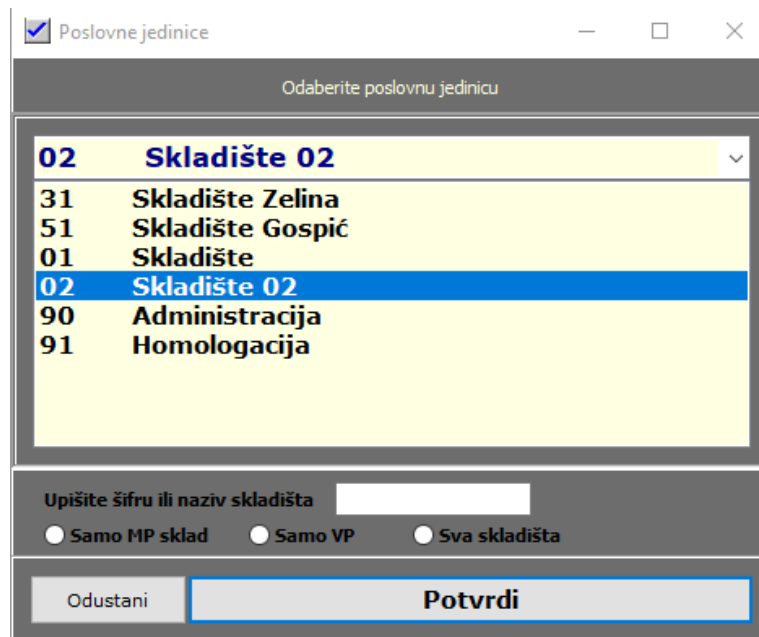 Poslovne jedinice
Odaberite poslovnu jedinicu
02 Skladište 02
31 Skladište Zelina
51 Skladište Gospić
01 Skladište
02 Skladište 02
90 Administracija
91 Homologacija
Upišite šifru ili naziv skladišta
Samo MP sklad Samo VP Sva skladišta
Odustani Potvrdi